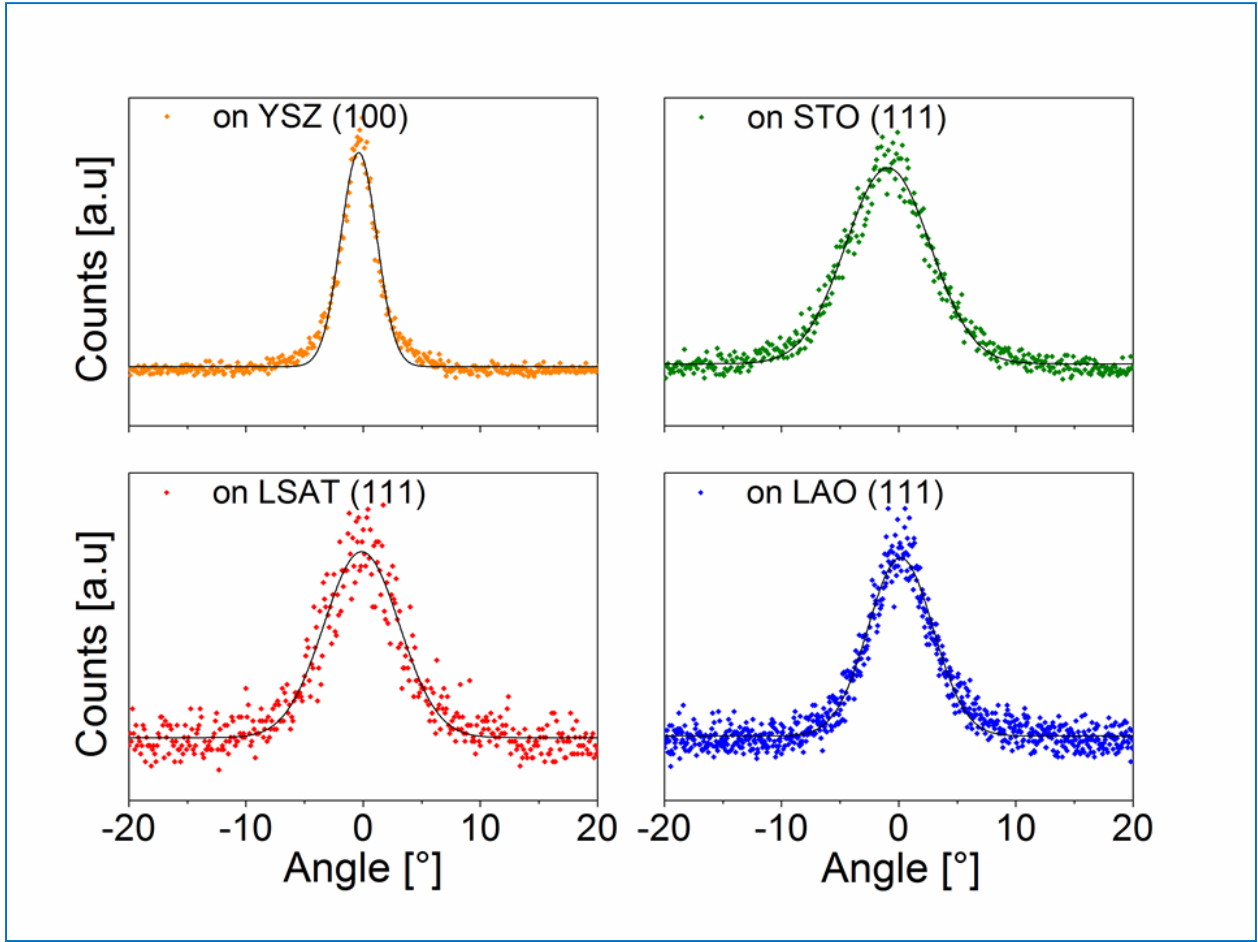 on YSZ (100)
on STO (111)
Counts [a.u]
on LSAT (111)
on LAO (111)
Counts [a.u]
-20 -10 0 10 20
-20 -10 0 10 20
Angle [°]
Angle [°]